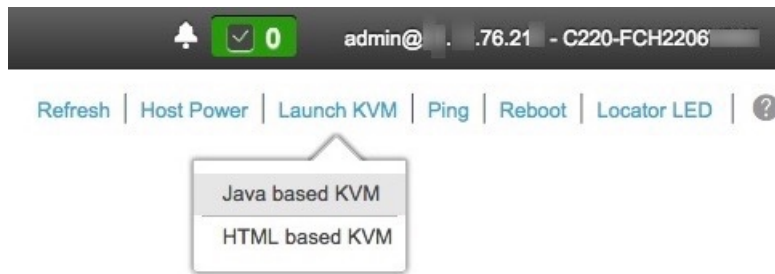 0 admin@ . .76.21 - C220-FCH2206
Refresh | Host Power | Launch KVM | Ping | Reboot | Locator LED | ?
Java based KVM
HTML based KVM